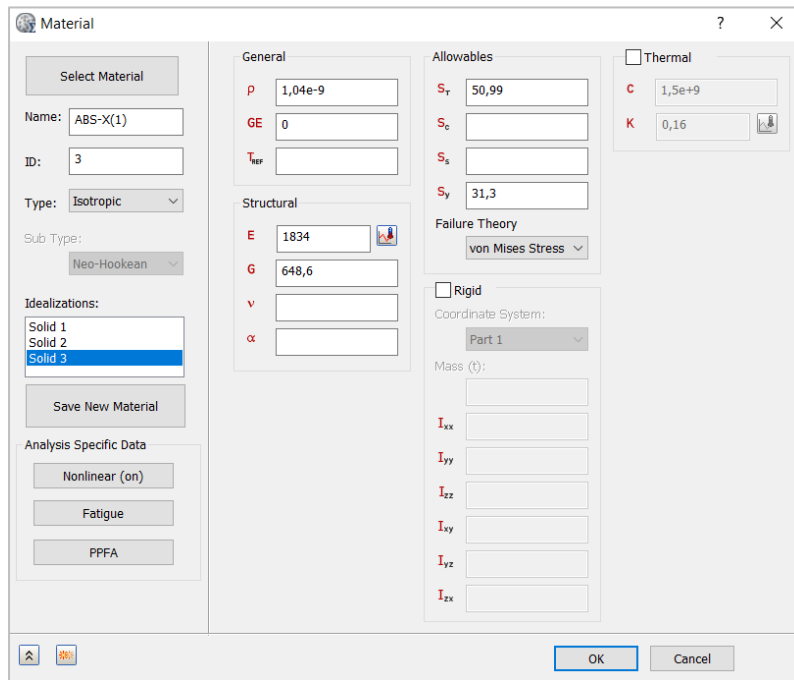 Material
?
Select Material
Name: ABS-X(1)
ID: 3
Type: Isotropic
Sub Type:
Neo-Hookean
Idealizations:
Solid 1
Solid 2
Solid 3
Save New Material
Analysis Specific Data
Nonlinear (on)
Fatigue
PPFA
General
ρ 1,04e-9
GE 0
TREF
Structural
E 1834
G 648,6
ν
α
Allowables
ST 50,99
Sc
Ss
Sy 31,3
Failure Theory
von Mises Stress
Rigid
Coordinate System:
Part 1
Mass (t):
Ixx
Iyy
Izz
Ixy
Iyz
Izx
Thermal
C 1,5e+9
K 0,16
OK
Cancel